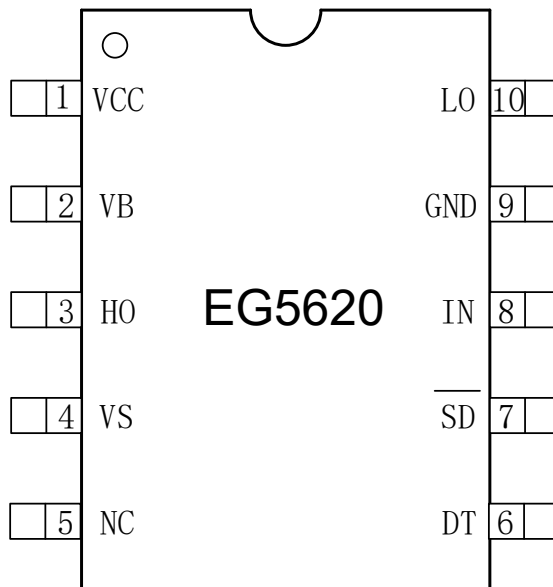 1 VCC LO 10
2 VB GND 9
3 HO EG5620 IN 8
4 VS S̅D̅ 7
5 NC DT 6